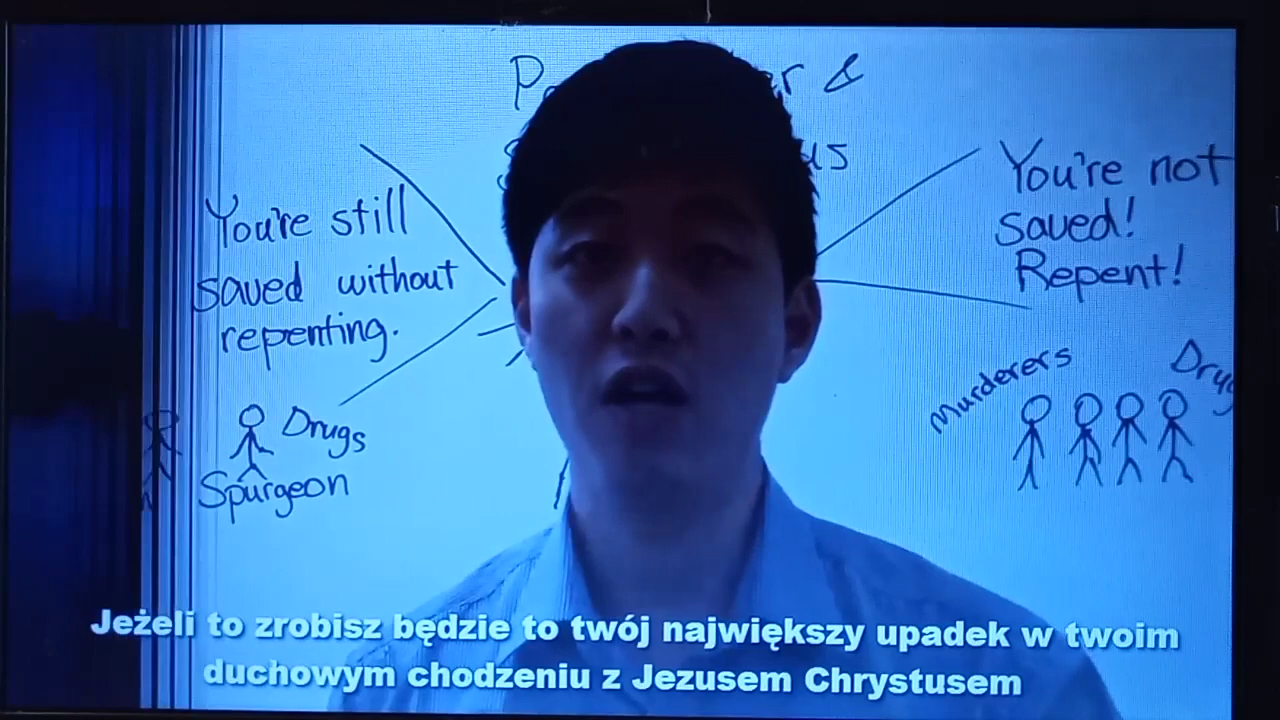 &
You're still
saved without
repenting.
Drugs
Spurgeon
You're not
saved!
Repent!
Murderers
Jeżeli to zrobisz będzie to twój największy upadek w twoim
duchowym chodzeniu z Jezusem Chrystusem